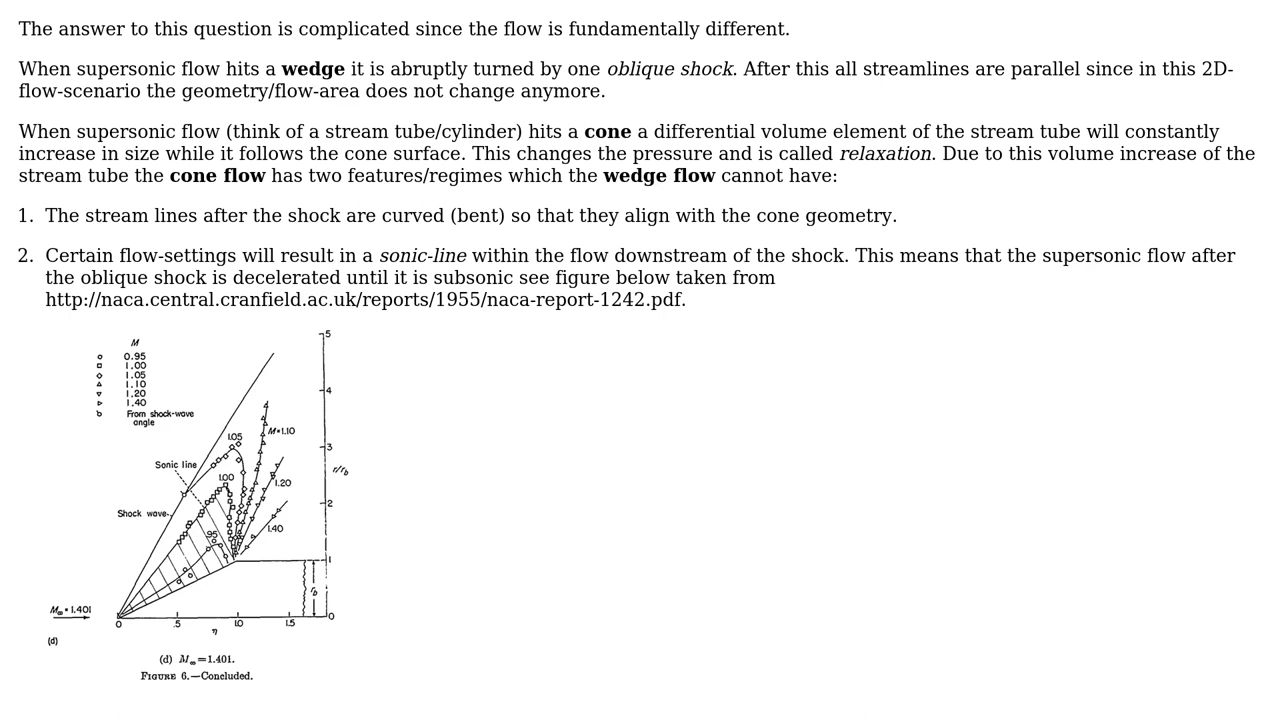 The answer to this question is complicated since the flow is fundamentally different.
When supersonic flow hits a wedge it is abruptly turned by one oblique shock. After this all streamlines are parallel since in this 2D-
flow-scenario the geometry/flow-area does not change anymore.
When supersonic flow (think of a stream tube/cylinder) hits a cone a differential volume element of the stream tube will constantly
increase in size while it follows the cone surface. This changes the pressure and is called relaxation. Due to this volume increase of the
stream tube the cone flow has two features/regimes which the wedge flow cannot have:
1. The stream lines after the shock are curved (bent) so that they align with the cone geometry.
2. Certain flow-settings will result in a sonic-line within the flow downstream of the shock. This means that the supersonic flow after
the oblique shock is decelerated until it is subsonic see figure below taken from
http://naca.central.cranfield.ac.uk/reports/1955/naca-report-1242.pdf.
M
0.95
1.00
1.05
1.10
1.20
1.40
From shock-wave
angle
5
4
3
r/rb
2
1
0
1.05
M=1.10
Sonic line
1.00
1.20
Shock wave
.95
1.40
rb
M∞ = 1.401
0
.5
1.0
1.5
η
(d)
(d) M∞=1.401.
FIGURE 6.—Concluded.